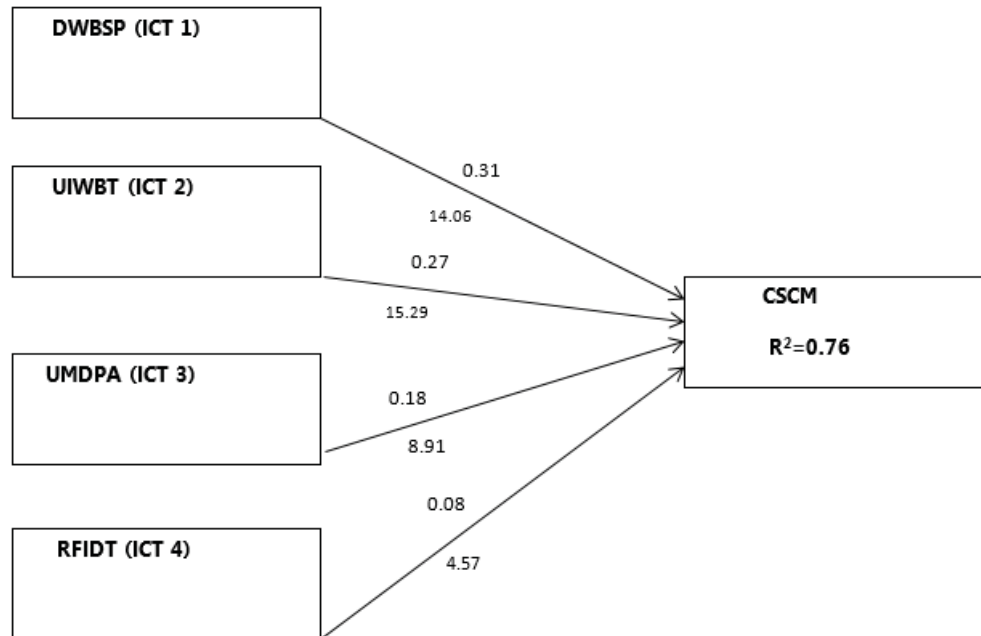 DWBSP (ICT 1)
0.31
14.06
UIWBT (ICT 2)
0.27
15.29
CSCM
R²=0.76
UMDPA (ICT 3)
0.18
8.91
0.08
RFIDT (ICT 4)
4.57